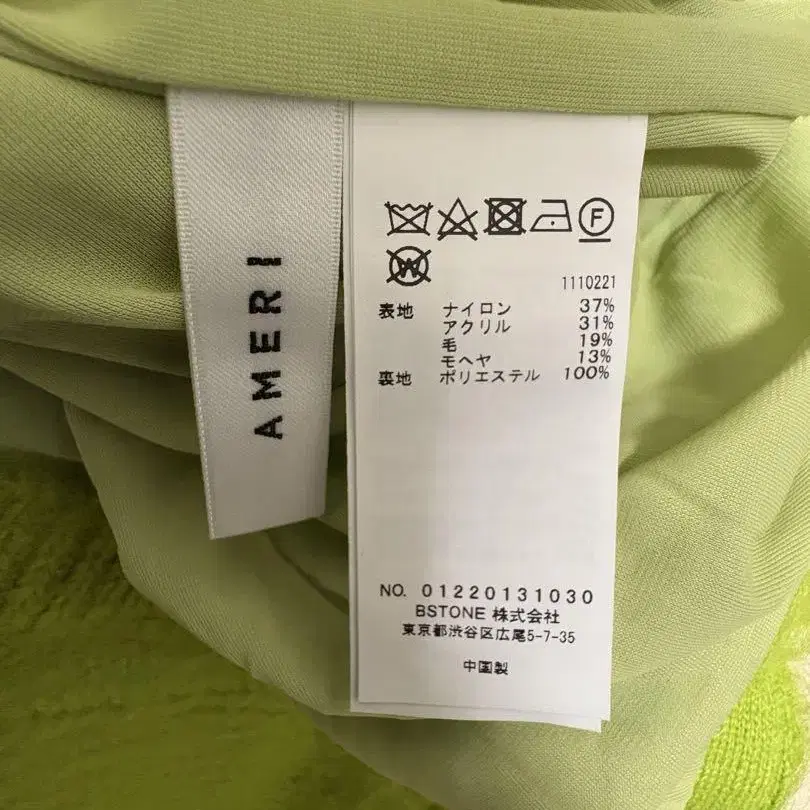 AMERI
F
W
1110221
表地 ナイロン 37%
アクリル 31%
毛 19%
モヘヤ 13%
裏地 ポリエステル 100%
NO. 01220131030
BSTONE 株式会社
東京都渋谷区広尾5-7-35
中国製